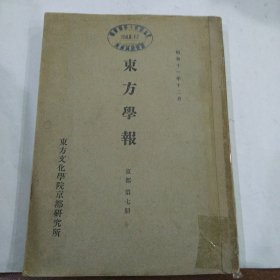 昭和十一年十二月
東方學報
京都 第七冊
東方文化學院京都研究所